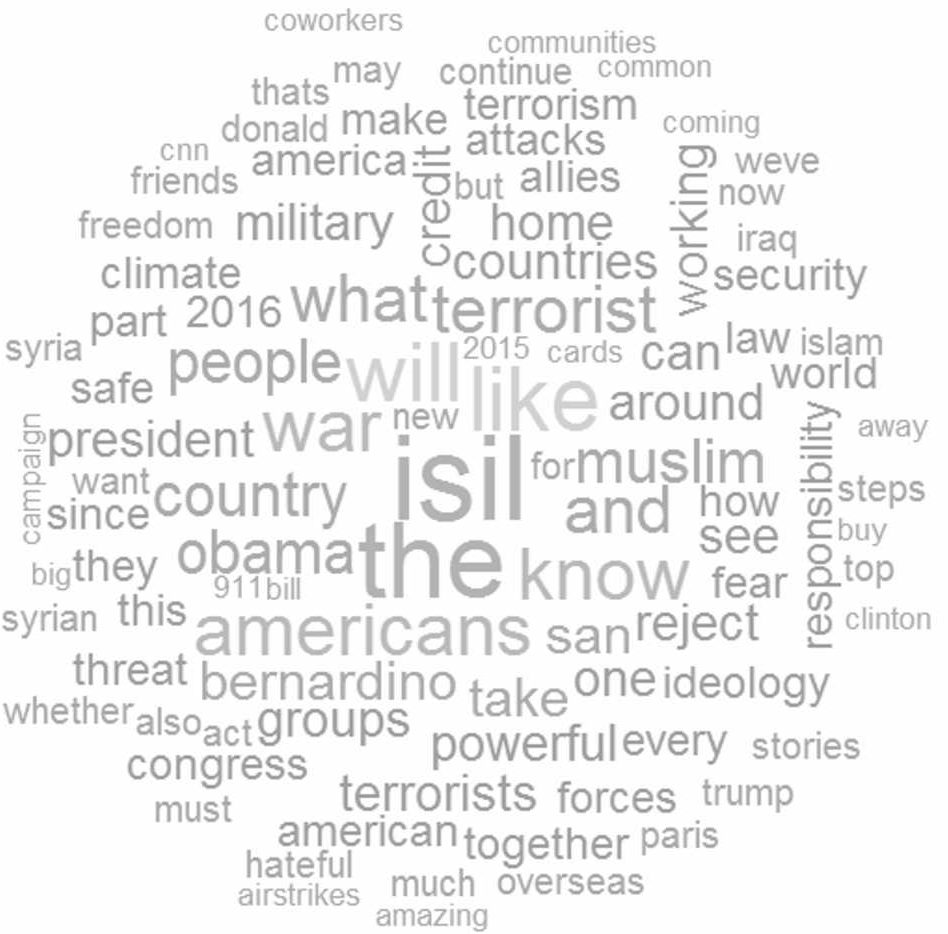 coworkers
communities
may continue common
thats terrorism
donald make attacks coming
cnn america credit working weve
friends but allies now
freedom military home iraq
climate countries security
part 2016 what terrorist
syria people will 2015 cards can law islam
safe like around world
campaign president war new responsibility away
want country isil for muslim steps
since and how
obama the see buy
big they know fear top
911 bill
syrian this americans san reject clinton
threat bernardino take one ideology
whether also act groups
congress powerful every stories
must terrorists forces trump
american together paris
hateful
airstrikes much overseas
amazing